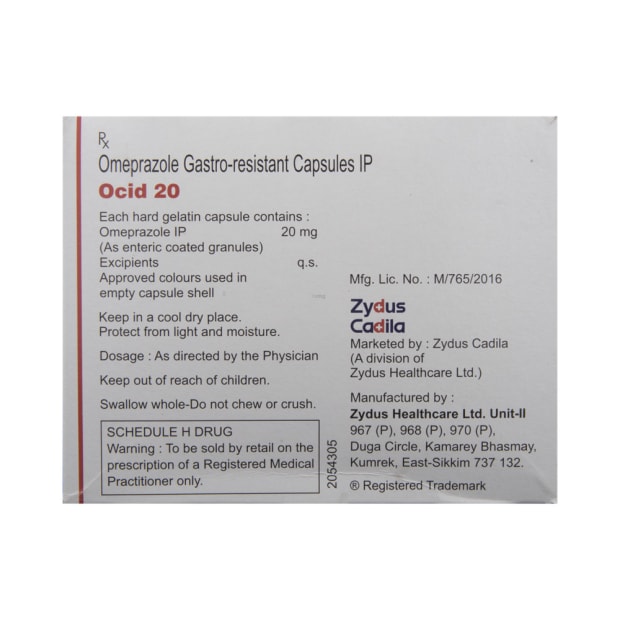 Rx
Omeprazole Gastro-resistant Capsules IP
Ocid 20
Each hard gelatin capsule contains :
Omeprazole IP 20 mg
(As enteric coated granules)
Excipients q.s.
Approved colours used in
empty capsule shell
Keep in a cool dry place.
Protect from light and moisture.
Dosage : As directed by the Physician
Keep out of reach of children.
Swallow whole-Do not chew or crush.
SCHEDULE H DRUG
Warning : To be sold by retail on the
prescription of a Registered Medical
Practitioner only.
2054305
Mfg. Lic. No. : M/765/2016
Zydus
Cadila
Marketed by : Zydus Cadila
(A division of
Zydus Healthcare Ltd.)
Manufactured by :
Zydus Healthcare Ltd. Unit-II
967 (P), 968 (P), 970 (P),
Duga Circle, Kamarey Bhasmay,
Kumrek, East-Sikkim 737 132.
® Registered Trademark